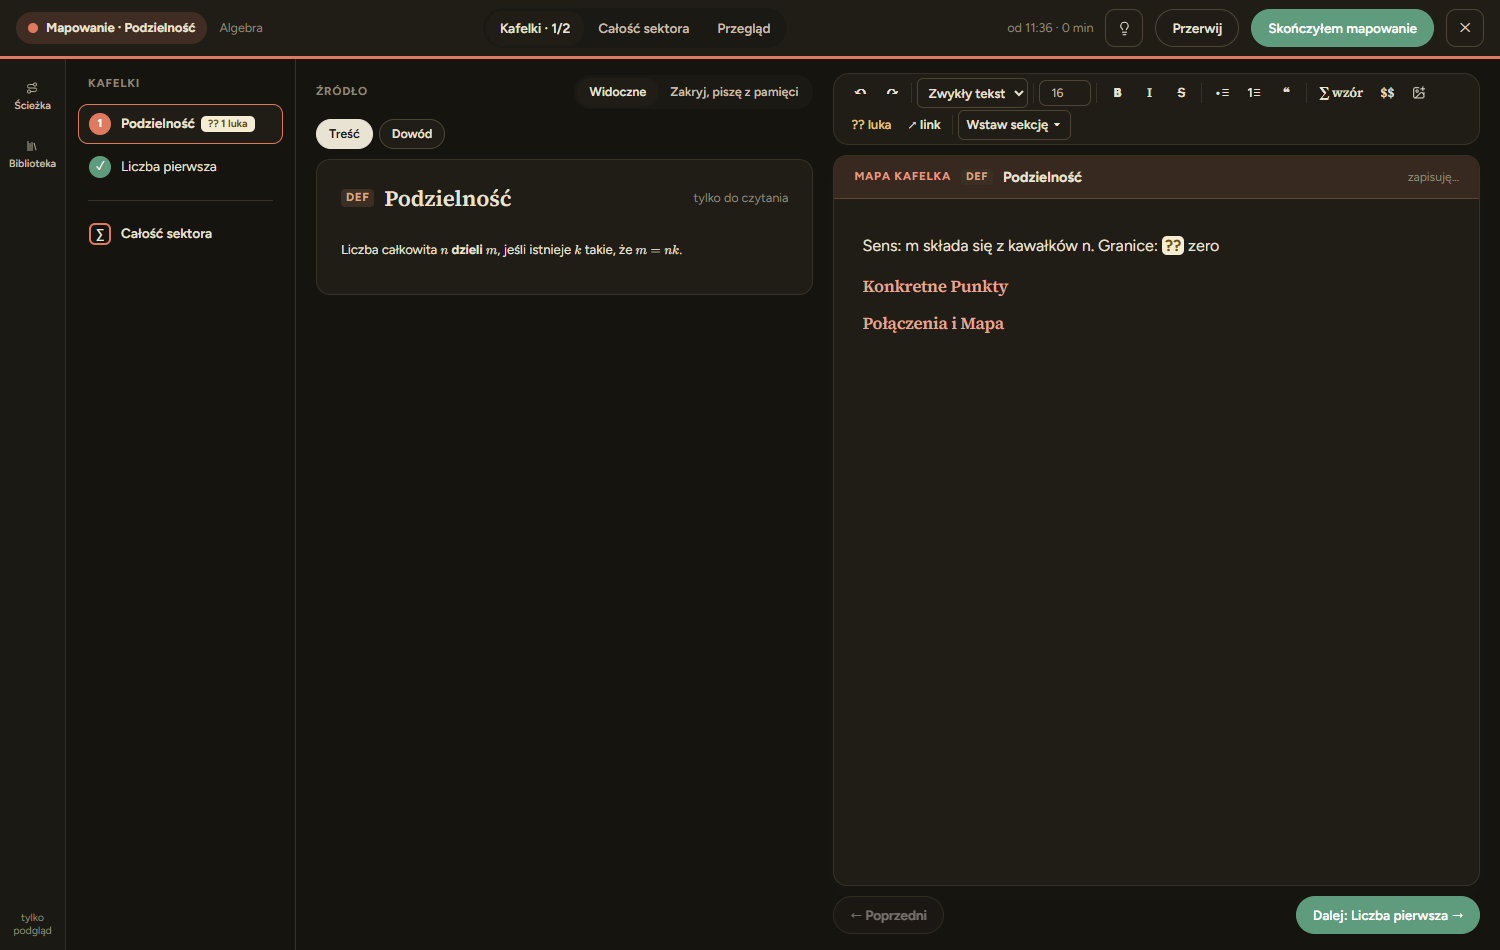 Mapowanie · Podzielność Algebra Kafelki · 1/2 Całość sektora Przegląd od 11:36 · 0 min Przerwij Skończyłem mapowanie ×
Ścieżka
Biblioteka
tylko
podgląd
KAFELKI
1 Podzielność ?? 1 luka
✓ Liczba pierwsza
∑ Całość sektora
ŹRÓDŁO Widoczne Zakryj, piszę z pamięci
Treść Dowód
DEF Podzielność tylko do czytania
Liczba całkowita n dzieli m, jeśli istnieje k takie, że m = nk.
Zwykły tekst 16 B I S •≡ 1≡ ❝ ∑ wzór $$
?? luka ↗ link Wstaw sekcję
MAPA KAFELKA DEF Podzielność zapisuję...
Sens: m składa się z kawałków n. Granice: ?? zero
Konkretne Punkty
Połączenia i Mapa
← Poprzedni Dalej: Liczba pierwsza →